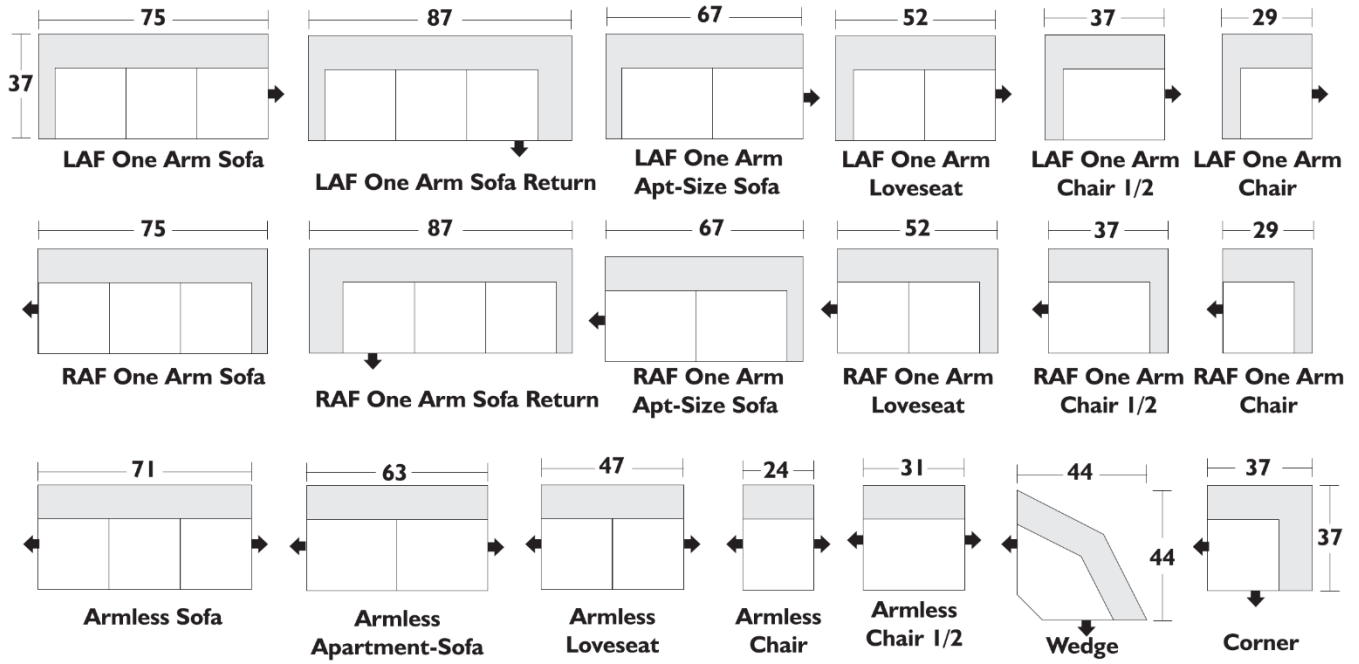 75
87
67
52
37
29
37
LAF One Arm Sofa
LAF One Arm Sofa Return
LAF One Arm
Apt-Size Sofa
LAF One Arm
Loveseat
LAF One Arm
Chair 1/2
LAF One Arm
Chair
75
87
67
52
37
29
RAF One Arm Sofa
RAF One Arm Sofa Return
RAF One Arm
Apt-Size Sofa
RAF One Arm
Loveseat
RAF One Arm
Chair 1/2
RAF One Arm
Chair
71
63
47
24
31
44
37
44
37
Armless Sofa
Armless
Apartment-Sofa
Armless
Loveseat
Armless
Chair
Armless
Chair 1/2
Wedge
Corner